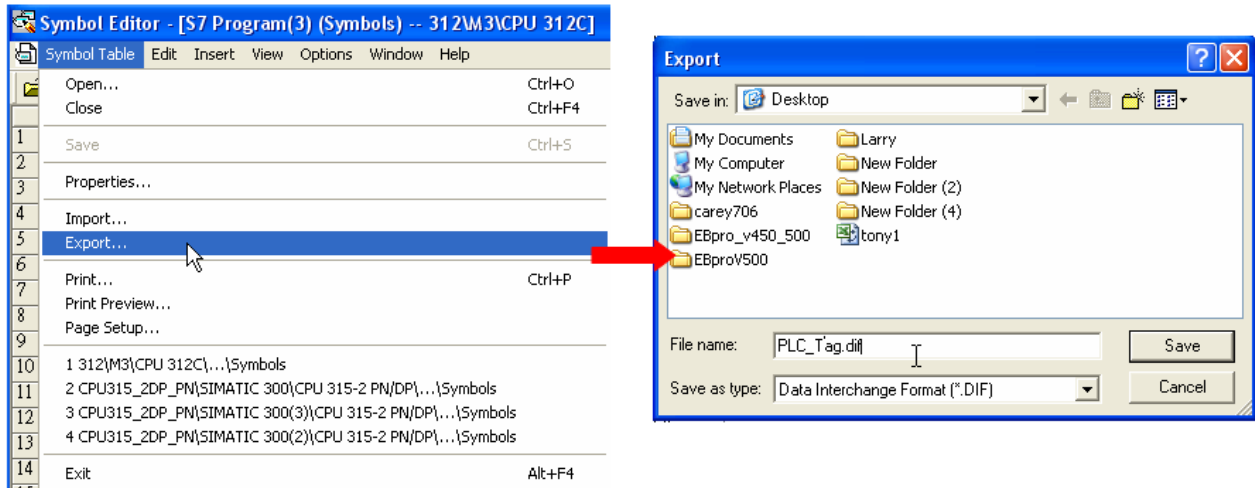 Symbol Editor - [S7 Program(3) (Symbols) -- 312\M3\CPU 312C]
Symbol Table Edit Insert View Options Window Help
Open... Ctrl+O
Close Ctrl+F4
Save Ctrl+S
Properties...
Import...
Export...
Print... Ctrl+P
Print Preview...
Page Setup...
1 312\M3\CPU 312C\...\Symbols
2 CPU315_2DP_PN\SIMATIC 300\CPU 315-2 PN/DP\...\Symbols
3 CPU315_2DP_PN\SIMATIC 300(3)\CPU 315-2 PN/DP\...\Symbols
4 CPU315_2DP_PN\SIMATIC 300(2)\CPU 315-2 PN/DP\...\Symbols
Exit Alt+F4
1
2
3
4
5
6
7
8
9
10
11
12
13
14
Export
Save in: Desktop
My Documents
My Computer
My Network Places
carey706
EBpro_v450_500
EBproV500
Larry
New Folder
New Folder (2)
New Folder (4)
tony1
File name: PLC_Tag.dif
Save
Save as type: Data Interchange Format (*.DIF)
Cancel